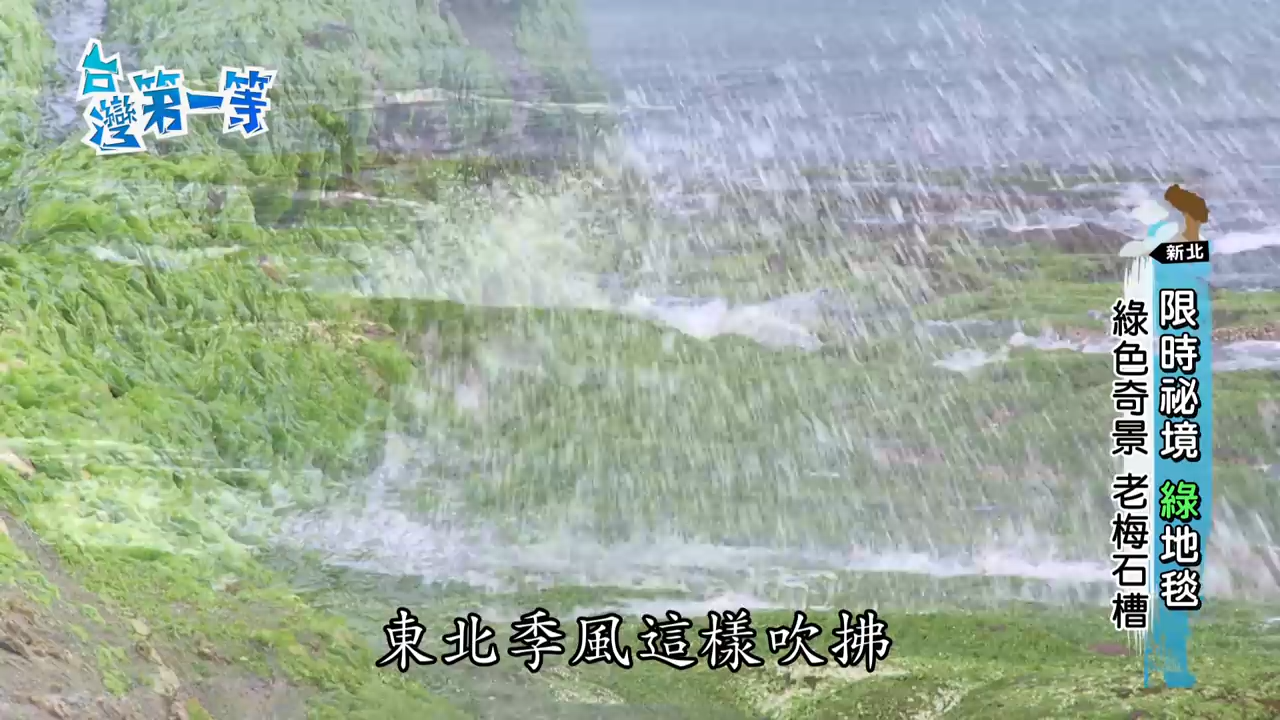 台灣第一等
新北
限時祕境 綠地毯
綠色奇景 老梅石槽
東北季風這樣吹拂